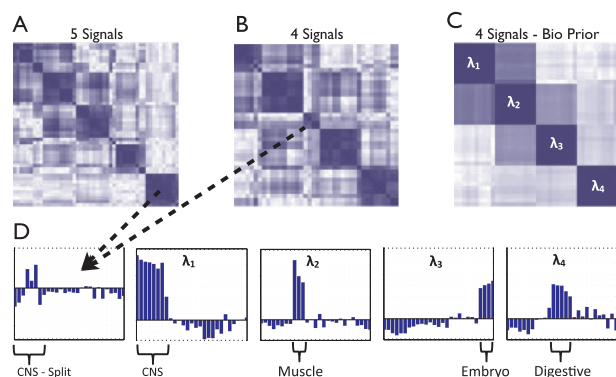 A
5 Signals
B
4 Signals
C
4 Signals - Bio Prior
λ1
λ2
λ3
λ4
D
λ1
λ2
λ3
λ4
CNS - Split
CNS
Muscle
Embryo
Digestive